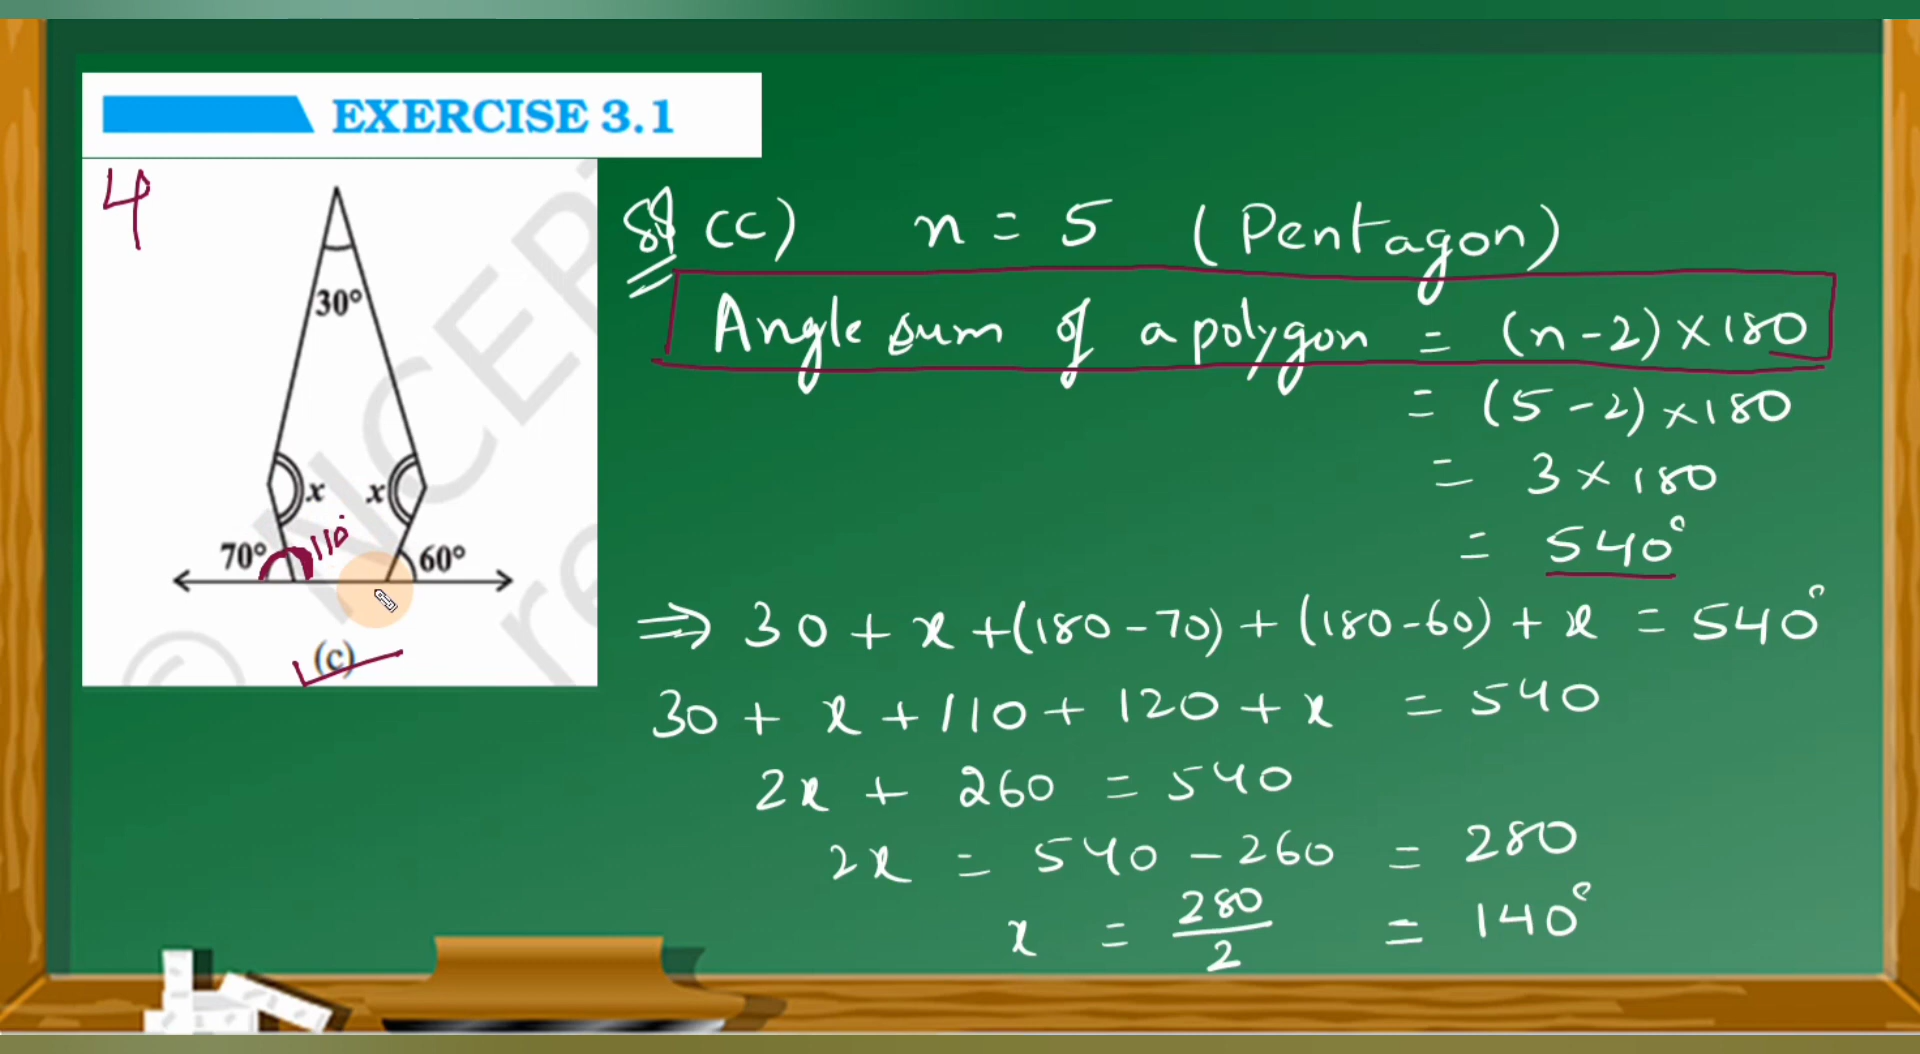 EXERCISE 3.1
4
30°
x x
70° 110° 60°
(c)
(c) n = 5 (Pentagon)
Angle sum of a polygon = (n-2) × 180
= (5-2) × 180
= 3 × 180
= 540°
⇒ 30 + x + (180-70) + (180-60) + x = 540°
30 + x + 110 + 120 + x = 540
2x + 260 = 540
2x = 540 - 260 = 280
x = 280/2 = 140°